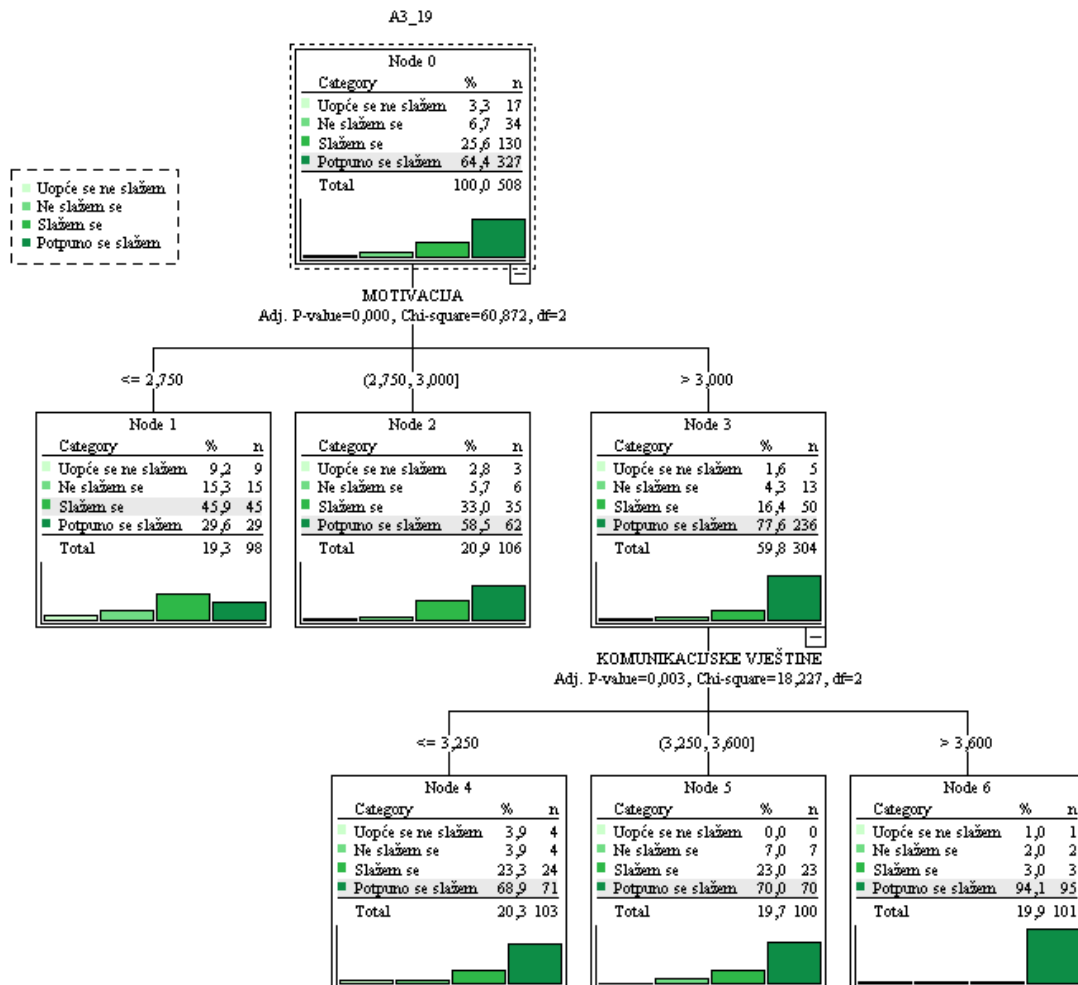 A3_19
Node 0
Category % n
Uopće se ne slažem 3,3 17
Ne slažem se 6,7 34
Slažem se 25,6 130
Potpuno se slažem 64,4 327
Total 100,0 508
Uopće se ne slažem
Ne slažem se
Slažem se
Potpuno se slažem
MOTIVACIJA
Adj. P-value=0,000, Chi-square=60,872, df=2
<= 2,750
(2,750, 3,000]
> 3,000
Node 1
Category % n
Uopće se ne slažem 9,2 9
Ne slažem se 15,3 15
Slažem se 45,9 45
Potpuno se slažem 29,6 29
Total 19,3 98
Node 2
Category % n
Uopće se ne slažem 2,8 3
Ne slažem se 5,7 6
Slažem se 33,0 35
Potpuno se slažem 58,5 62
Total 20,9 106
Node 3
Category % n
Uopće se ne slažem 1,6 5
Ne slažem se 4,3 13
Slažem se 16,4 50
Potpuno se slažem 77,6 236
Total 59,8 304
KOMUNIKACIJSKE VJEŠTINE
Adj. P-value=0,003, Chi-square=18,227, df=2
<= 3,250
(3,250, 3,600]
> 3,600
Node 4
Category % n
Uopće se ne slažem 3,9 4
Ne slažem se 3,9 4
Slažem se 23,3 24
Potpuno se slažem 68,9 71
Total 20,3 103
Node 5
Category % n
Uopće se ne slažem 0,0 0
Ne slažem se 7,0 7
Slažem se 23,0 23
Potpuno se slažem 70,0 70
Total 19,7 100
Node 6
Category % n
Uopće se ne slažem 1,0 1
Ne slažem se 2,0 2
Slažem se 3,0 3
Potpuno se slažem 94,1 95
Total 19,9 101